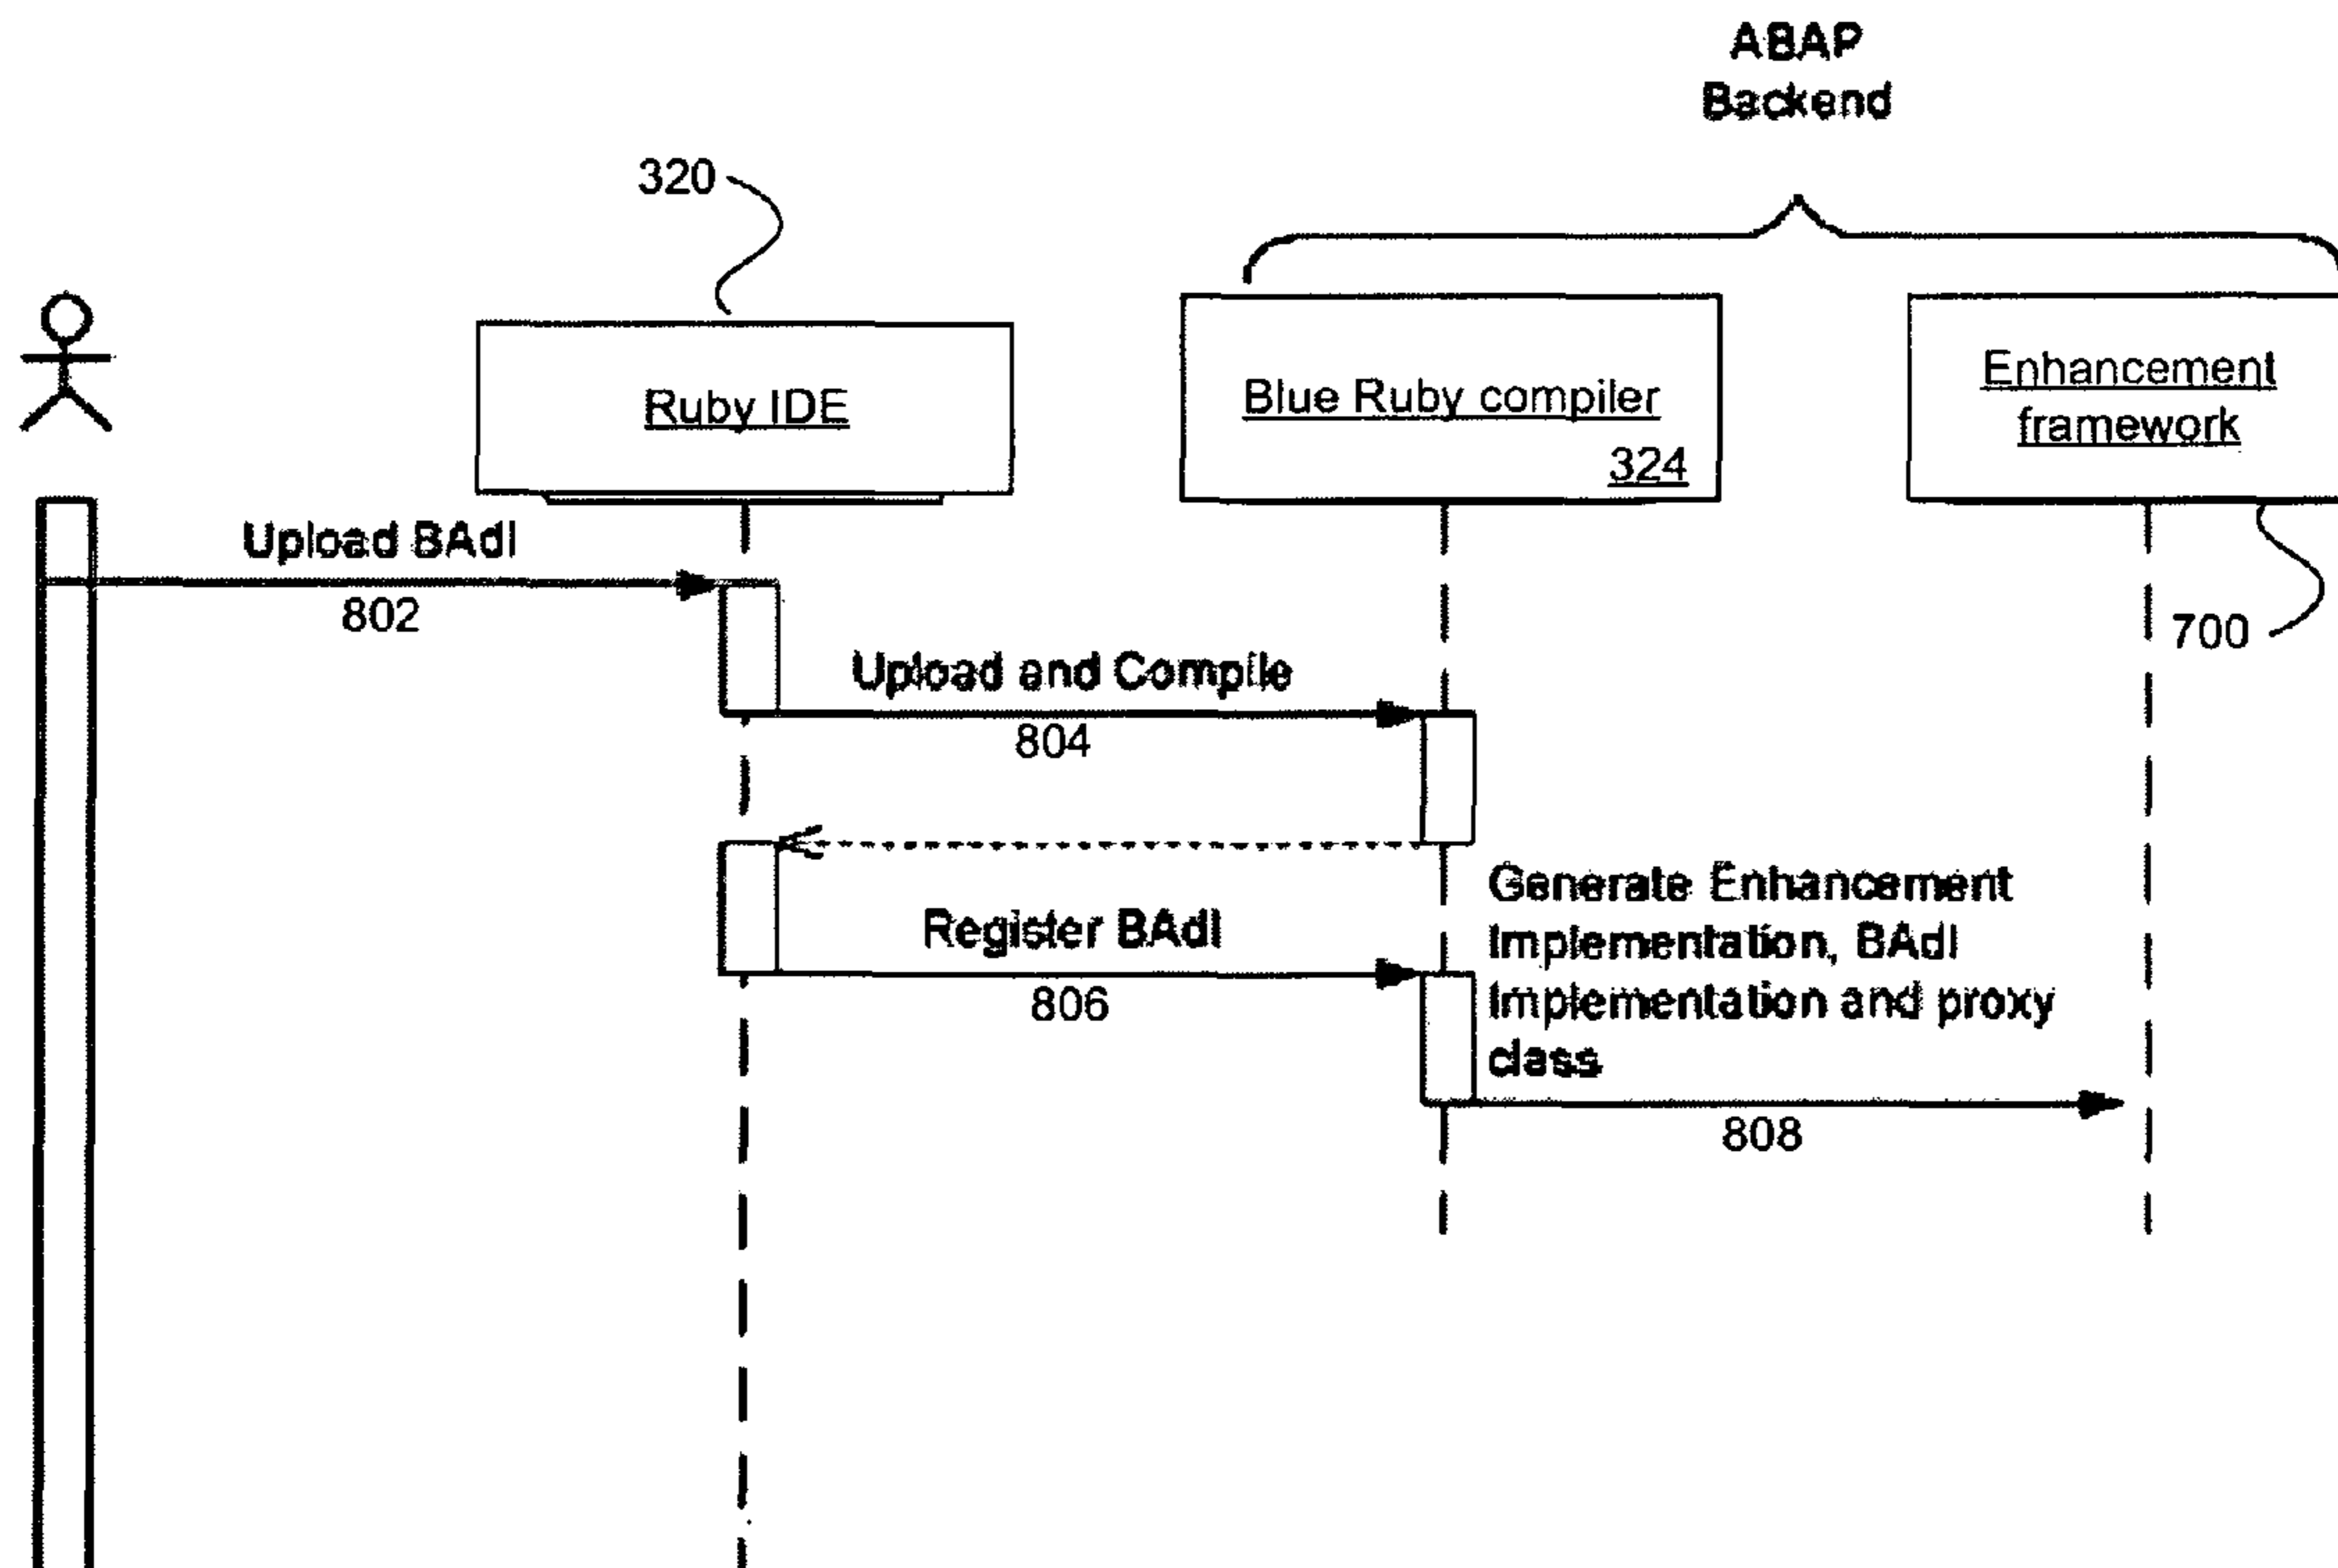 ABAP
Backend
320
Ruby IDE
Blue Ruby compiler
324
Enhancement
framework
Upload BAdI
802
700
Upload and Compile
804
Generate Enhancement
Implementation, BAdI
Implementation and proxy
class
Register BAdI
806
808